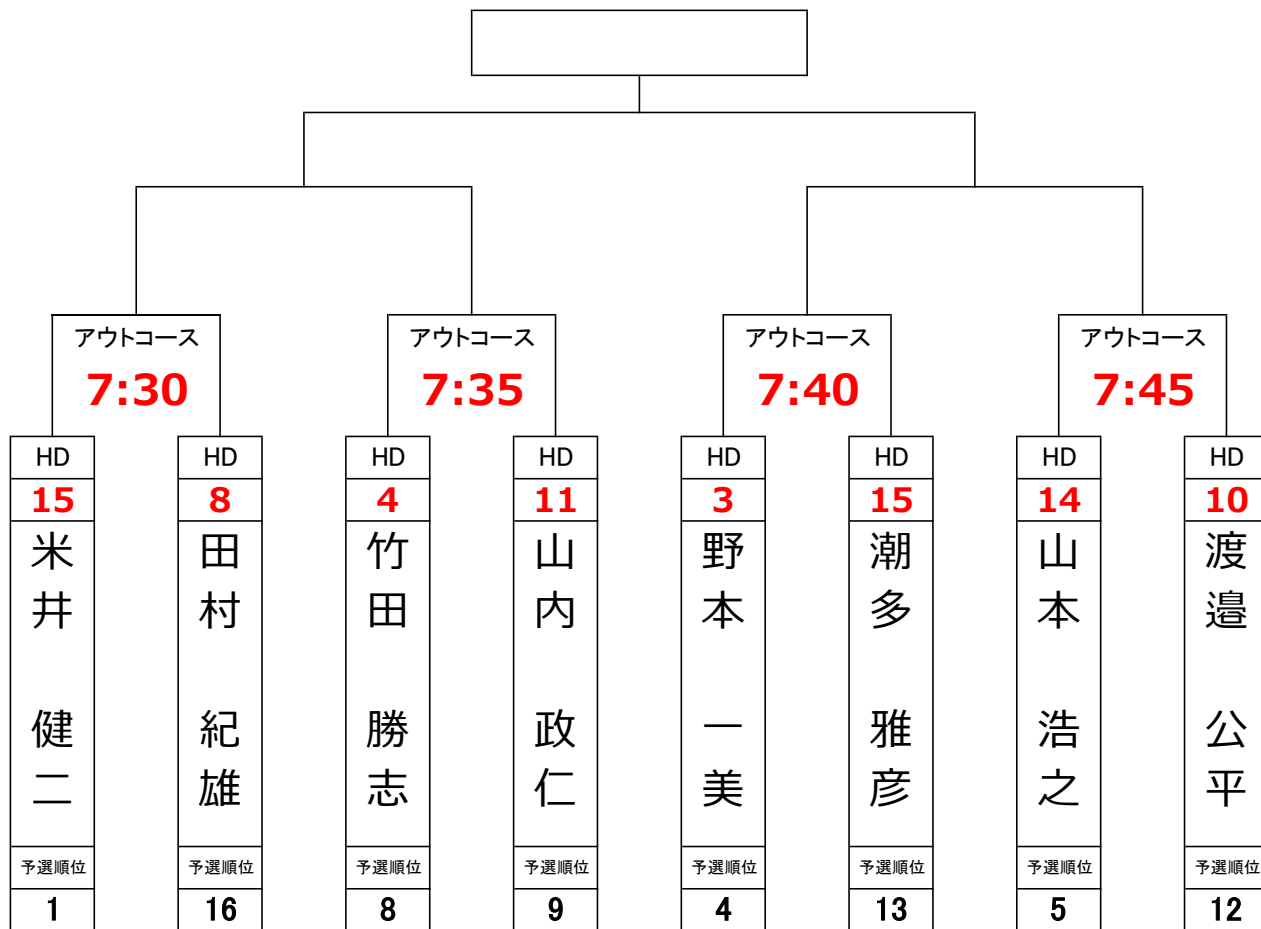 アウトコース
7:30
アウトコース
7:35
アウトコース
7:40
アウトコース
7:45
HD
HD
HD
HD
HD
HD
HD
HD
15
8
4
11
3
15
14
10
米井 健二
田村 紀雄
竹田 勝志
山内 政仁
野本 一美
潮多 雅彦
山本 浩之
渡邉 公平
予選順位
予選順位
予選順位
予選順位
予選順位
予選順位
予選順位
予選順位
1
16
8
9
4
13
5
12